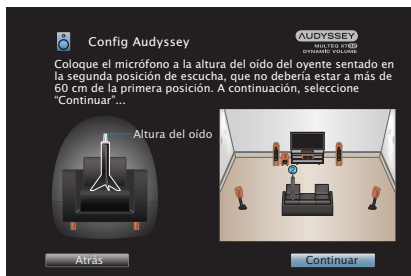 Config Audyssey
AUDYSSEY
MULTEQ XT32
DYNAMIC VOLUME
Coloque el micrófono a la altura del oído del oyente sentado en
la segunda posición de escucha, que no debería estar a más de
60 cm de la primera posición. A continuación, seleccione
“Continuar”...
Altura del oído
2
Atrás
Continuar